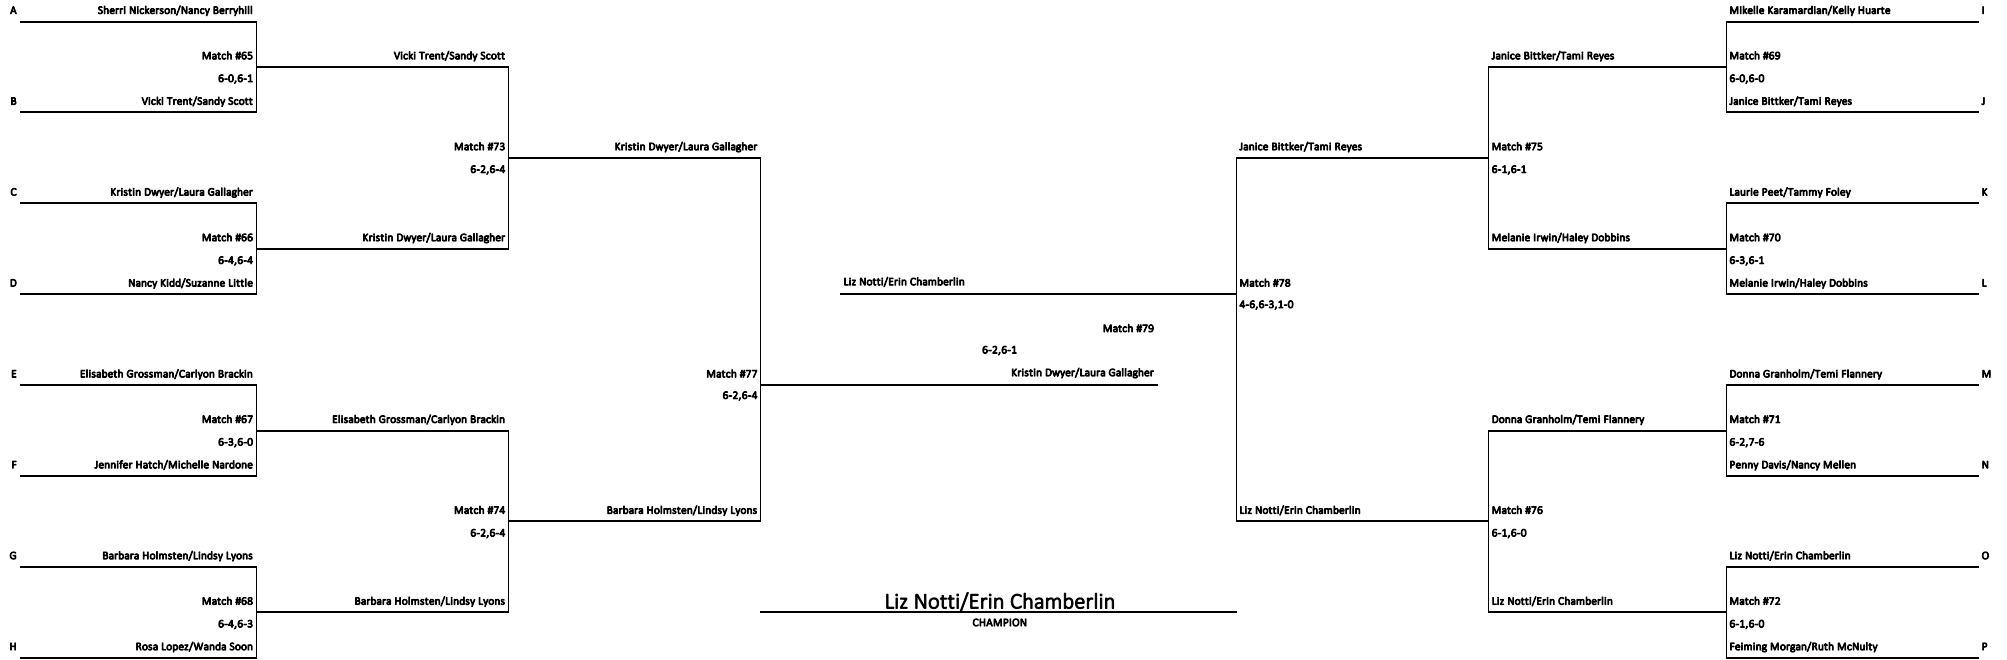 A Sherri Nickerson/Nancy Berryhill
Match #65
6-0,6-1
B Vicki Trent/Sandy Scott
Vicki Trent/Sandy Scott
Match #73
6-2,6-4
C Kristin Dwyer/Laura Gallagher
Match #66
6-4,6-4
D Nancy Kidd/Suzanne Little
Kristin Dwyer/Laura Gallagher
Kristin Dwyer/Laura Gallagher
Match #77
6-2,6-4
E Elisabeth Grossman/Carlyon Brackin
Match #67
6-3,6-0
F Jennifer Hatch/Michelle Nardone
Elisabeth Grossman/Carlyon Brackin
Match #74
6-2,6-4
G Barbara Holmsten/Lindsy Lyons
Match #68
6-4,6-3
H Rosa Lopez/Wanda Soon
Barbara Holmsten/Lindsy Lyons
Barbara Holmsten/Lindsy Lyons
Liz Notti/Erin Chamberlin
Match #79
6-2,6-1
Kristin Dwyer/Laura Gallagher
Liz Notti/Erin Chamberlin
CHAMPION
Janice Bittker/Tami Reyes
Match #78
4-6,6-3,1-0
Liz Notti/Erin Chamberlin
Janice Bittker/Tami Reyes
Match #75
6-1,6-1
Melanie Irwin/Haley Dobbins
Donna Granholm/Temi Flannery
Match #76
6-1,6-0
Liz Notti/Erin Chamberlin
Mikelle Karamardian/Kelly Huarte I
Match #69
6-0,6-0
Janice Bittker/Tami Reyes J
Laurie Peet/Tammy Foley K
Match #70
6-3,6-1
Melanie Irwin/Haley Dobbins L
Donna Granholm/Temi Flannery M
Match #71
6-2,7-6
Penny Davis/Nancy Mellen N
Liz Notti/Erin Chamberlin O
Match #72
6-1,6-0
Feiming Morgan/Ruth McNulty P